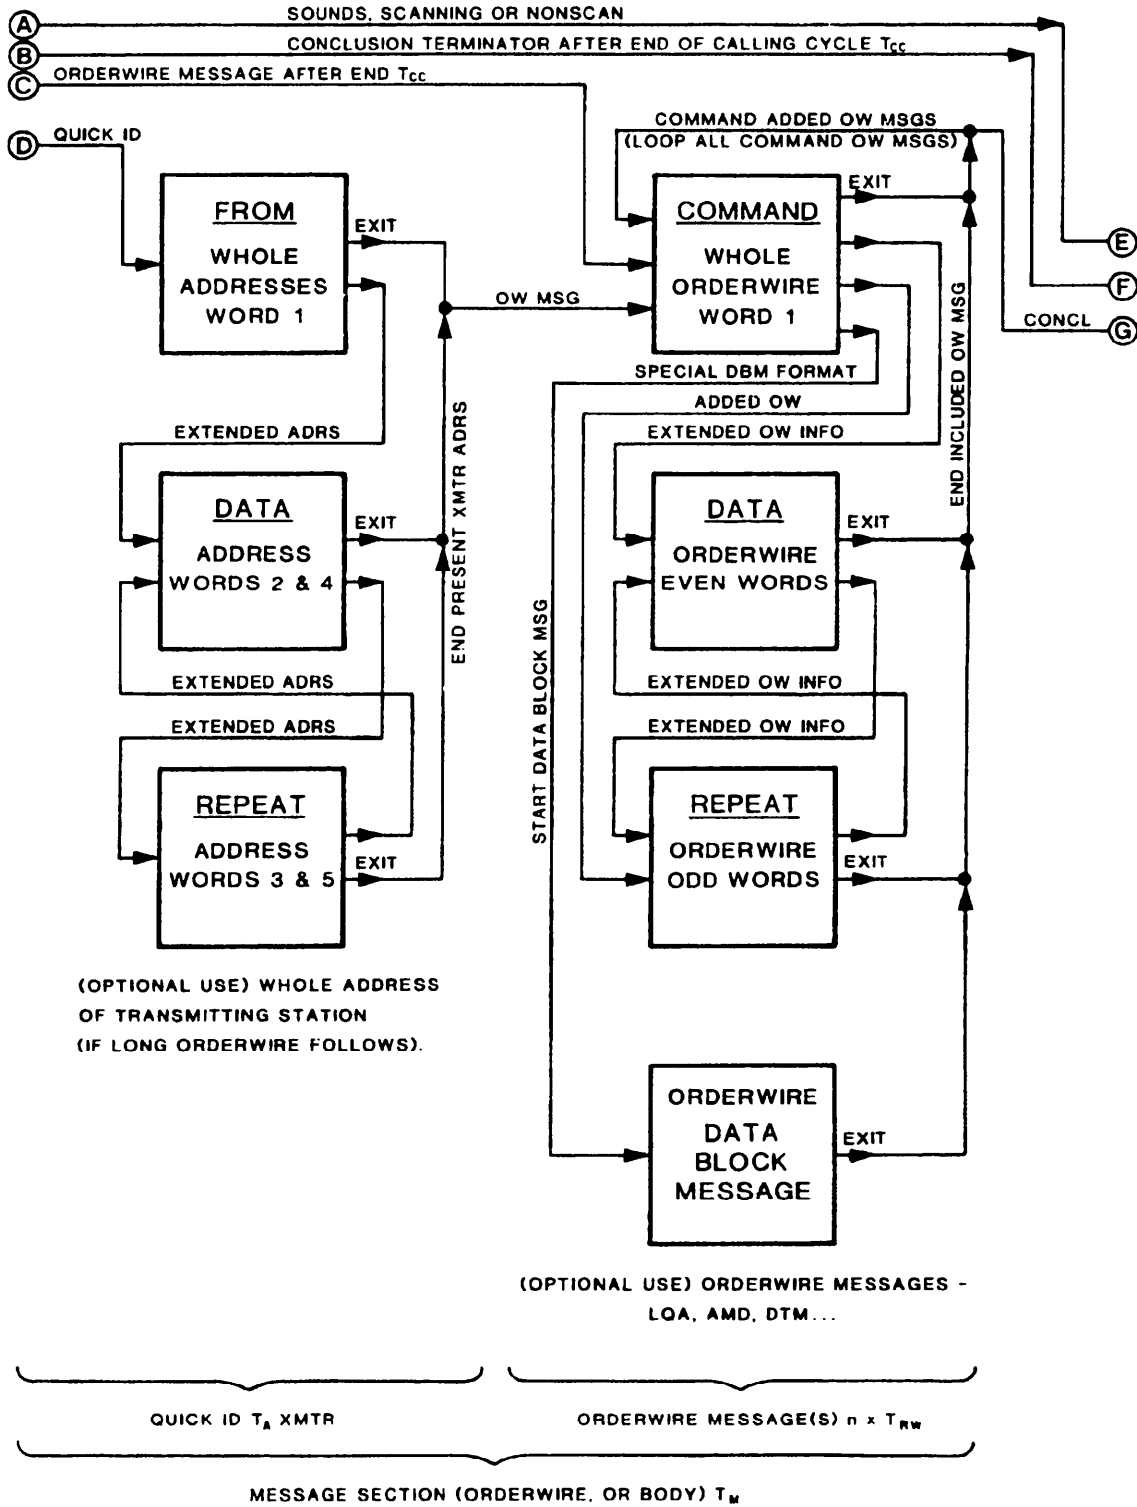 A SOUNDS, SCANNING OR NONSCAN
B CONCLUSION TERMINATOR AFTER END OF CALLING CYCLE TCC
C ORDERWIRE MESSAGE AFTER END TCC
D QUICK ID
COMMAND ADDED OW MSGS
(LOOP ALL COMMAND OW MSGS)
FROM
WHOLE
ADDRESSES
WORD 1
EXIT
OW MSG
COMMAND
WHOLE
ORDERWIRE
WORD 1
EXIT
E
F
CONCL G
END INCLUDED OW MSG
SPECIAL DBM FORMAT
ADDED OW
EXTENDED OW INFO
EXTENDED ADRS
DATA
ADDRESS
WORDS 2 & 4
EXIT
END PRESENT XMTR ADRS
START DATA BLOCK MSG
DATA
ORDERWIRE
EVEN WORDS
EXIT
EXTENDED ADRS
EXTENDED ADRS
EXTENDED OW INFO
EXTENDED OW INFO
REPEAT
ADDRESS
WORDS 3 & 5
EXIT
REPEAT
ORDERWIRE
ODD WORDS
EXIT
(OPTIONAL USE) WHOLE ADDRESS
OF TRANSMITTING STATION
(IF LONG ORDERWIRE FOLLOWS).
ORDERWIRE
DATA
BLOCK
MESSAGE
EXIT
(OPTIONAL USE) ORDERWIRE MESSAGES -
LQA, AMD, DTM...
QUICK ID TA XMTR
ORDERWIRE MESSAGE(S) n x TRW
MESSAGE SECTION (ORDERWIRE, OR BODY) TM